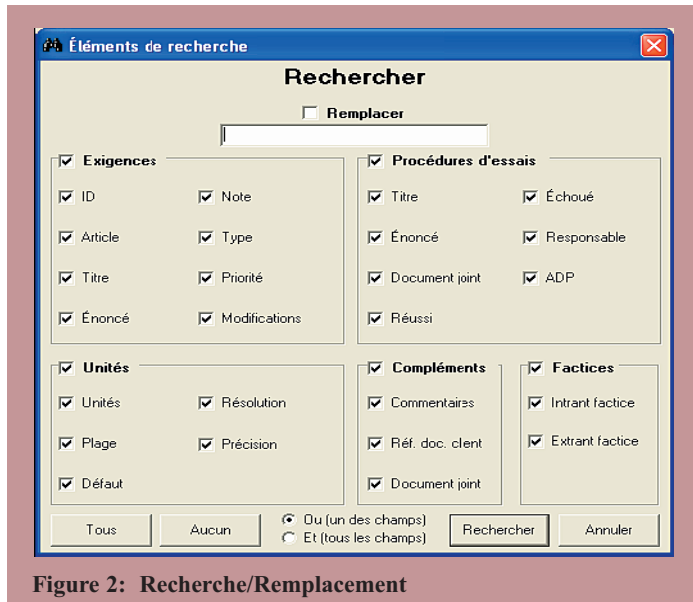 Éléments de recherche
Rechercher
Remplacer
Exigences
ID
Note
Article
Type
Titre
Priorité
Énoncé
Modifications
Procédures d'essais
Titre
Échoué
Énoncé
Responsable
Document joint
ADP
Réussi
Unités
Unités
Résolution
Plage
Précision
Défaut
Compléments
Commentaires
Réf. doc. client
Document joint
Factices
Intrant factice
Extrant factice
Tous
Aucun
Ou (un des champs)
Et (tous les champs)
Rechercher
Annuler
Figure 2: Recherche/Remplacement